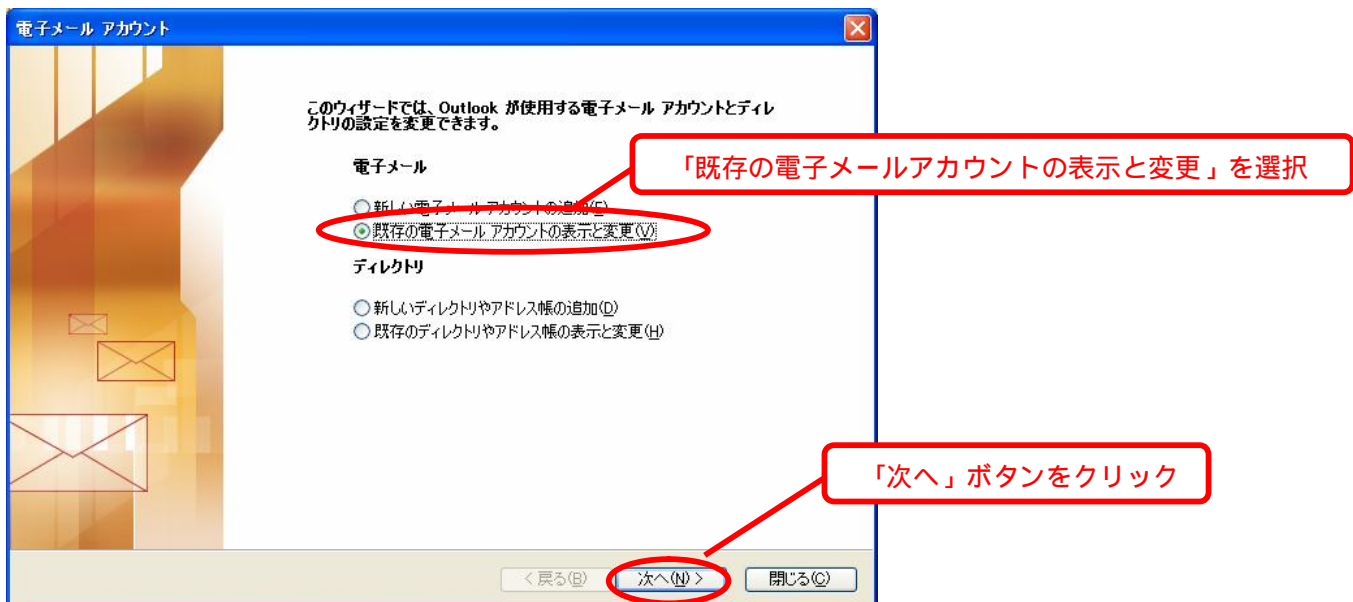 電子メール アカウント
このウィザードでは、Outlook が使用する電子メール アカウントとディレ
クトリの設定を変更できます。
電子メール
「既存の電子メールアカウントの表示と変更」を選択
新しい電子メール アカウントの追加(E)
既存の電子メール アカウントの表示と変更(V)
ディレクトリ
新しいディレクトリやアドレス帳の追加(D)
既存のディレクトリやアドレス帳の表示と変更(H)
「次へ」ボタンをクリック
< 戻る(B)
次へ(N) >
閉じる(C)